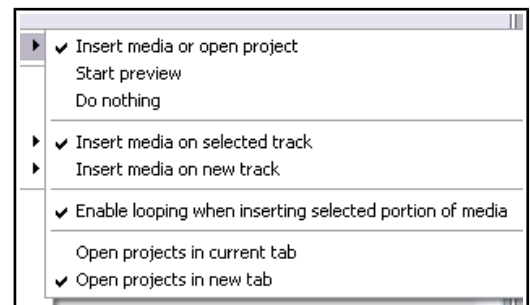 Insert media or open project
Start preview
Do nothing
Insert media on selected track
Insert media on new track
Enable looping when inserting selected portion of media
Open projects in current tab
Open projects in new tab